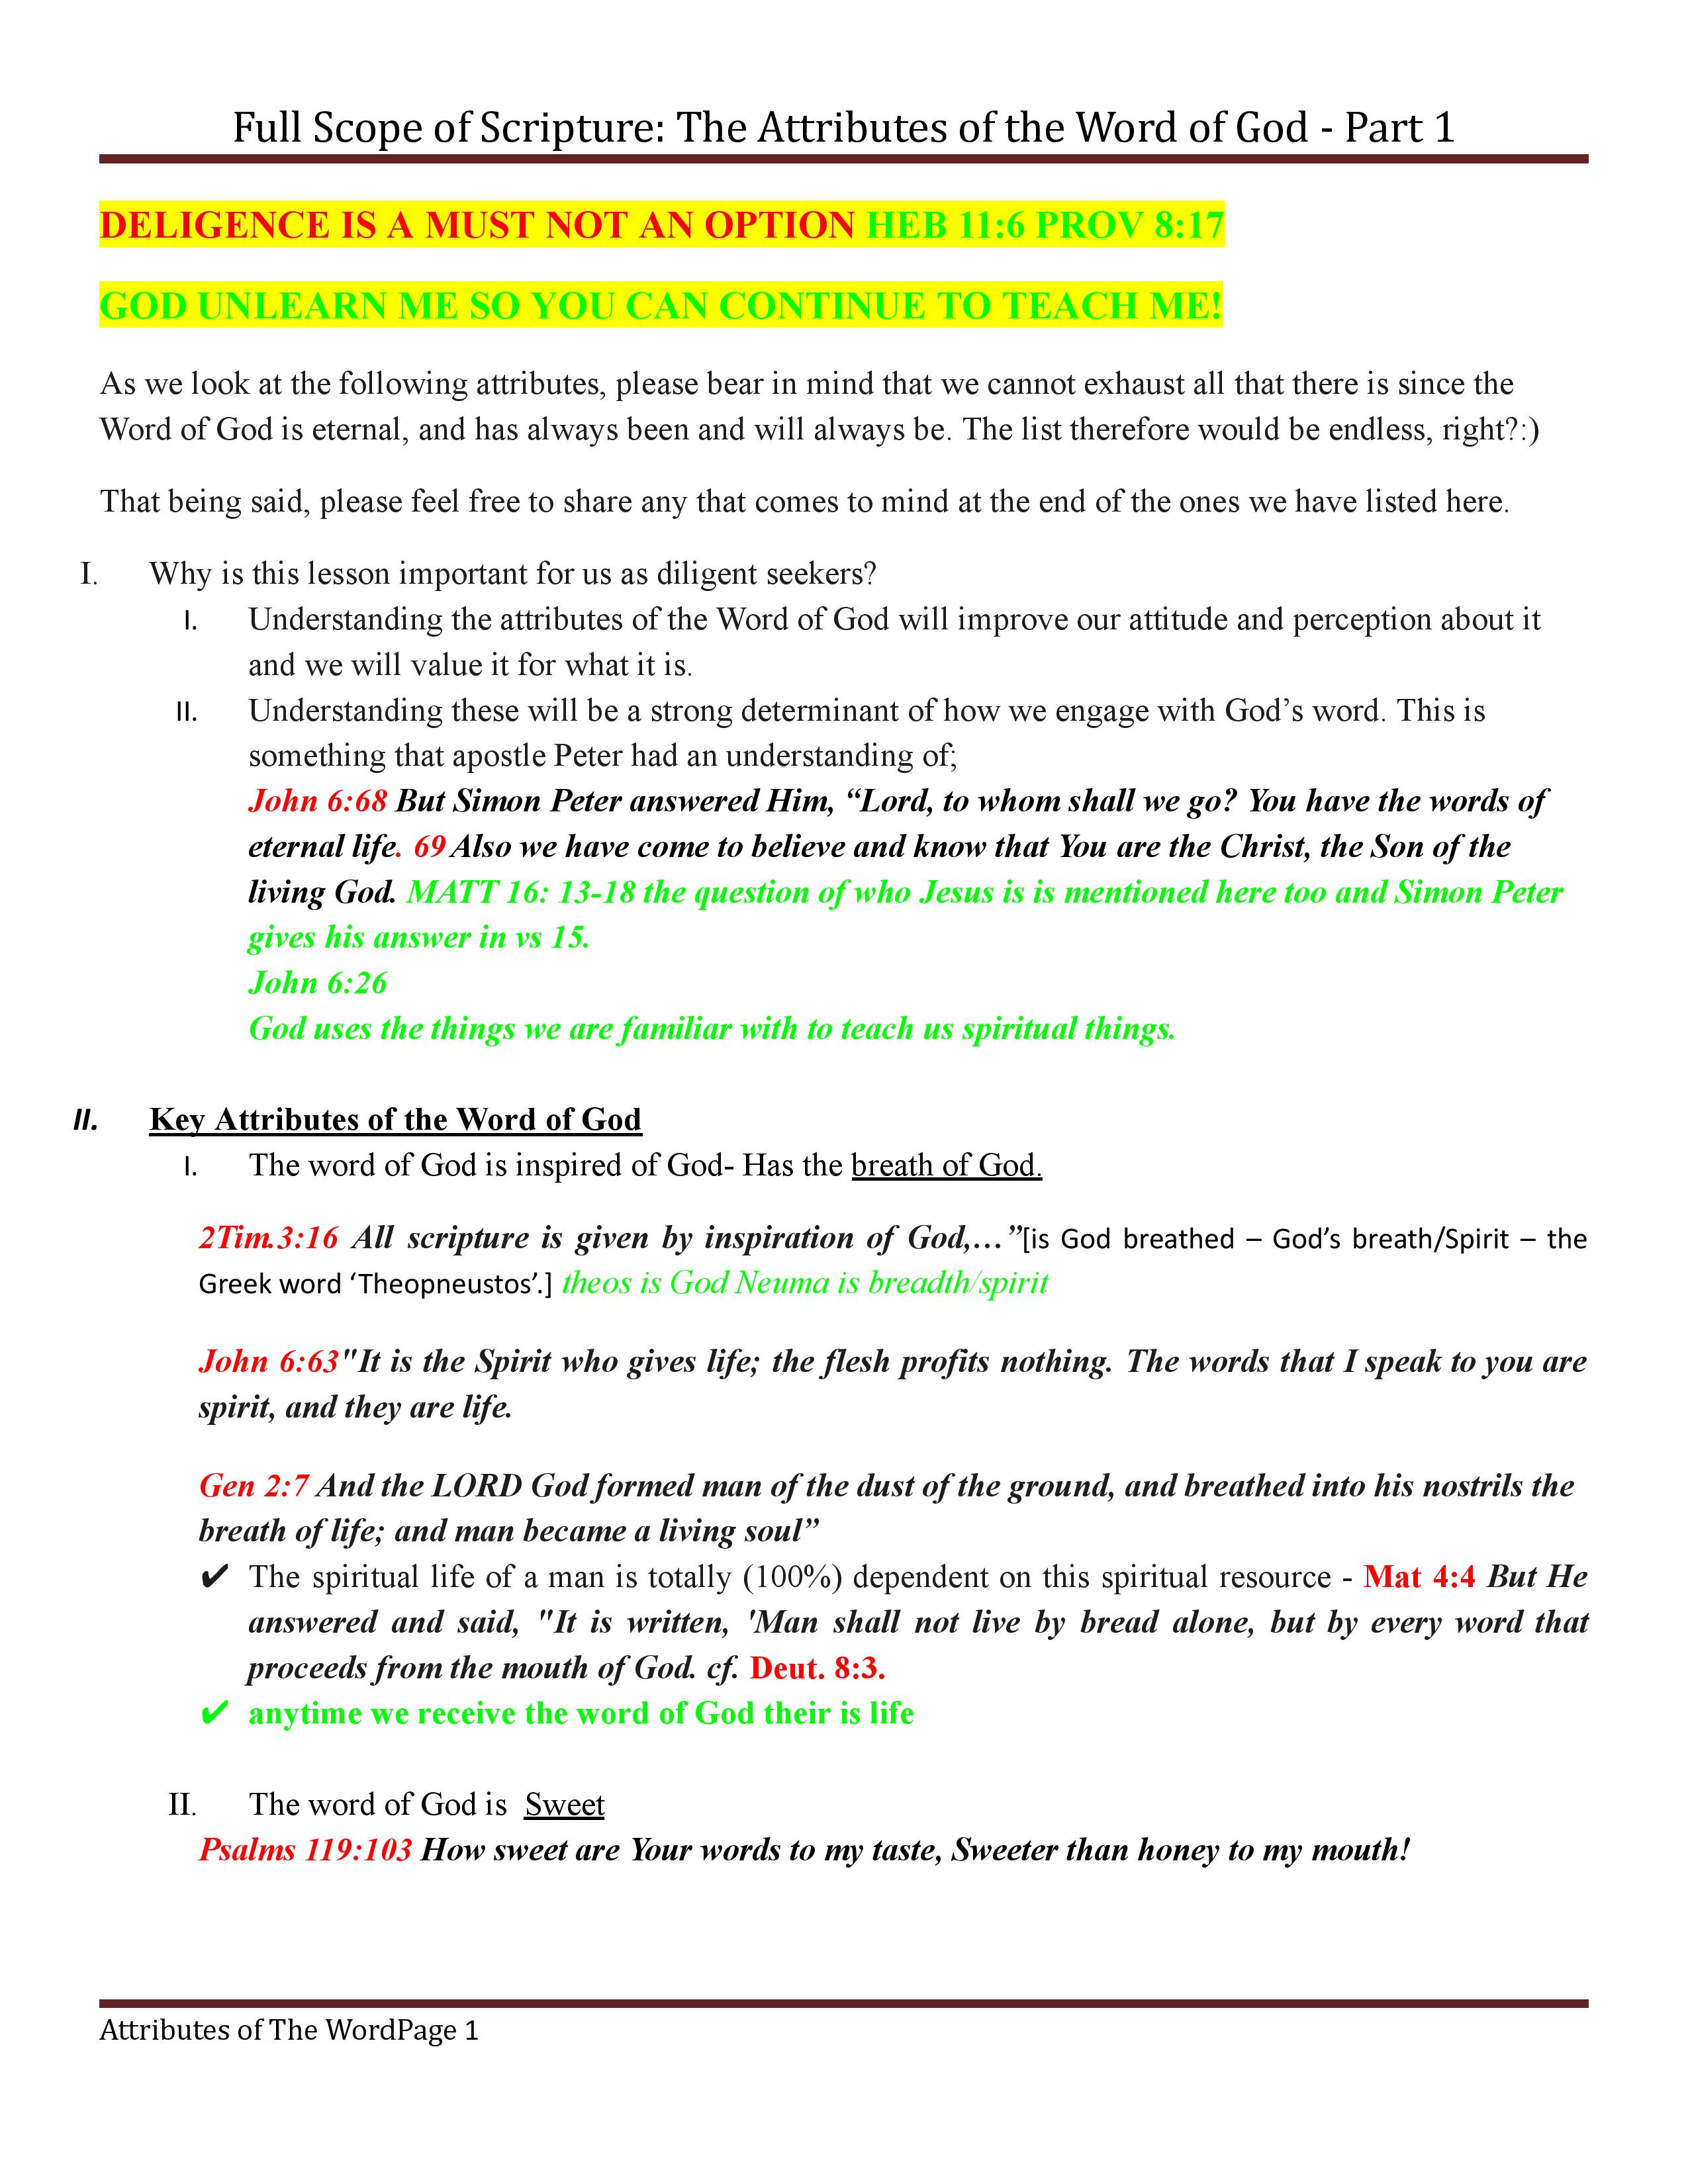 Full Scope of Scripture: The Attributes of the Word of God - Part 1
DELIGENCE IS A MUST NOT AN OPTION HEB 11:6 PROV 8:17
GOD UNLEARN ME SO YOU CAN CONTINUE TO TEACH ME!
As we look at the following attributes, please bear in mind that we cannot exhaust all that there is since the
Word of God is eternal, and has always been and will always be. The list therefore would be endless, right?:)
That being said, please feel free to share any that comes to mind at the end of the ones we have listed here.
I. Why is this lesson important for us as diligent seekers?
I. Understanding the attributes of the Word of God will improve our attitude and perception about it
and we will value it for what it is.
II. Understanding these will be a strong determinant of how we engage with God’s word. This is
something that apostle Peter had an understanding of;
John 6:68 But Simon Peter answered Him, “Lord, to whom shall we go? You have the words of
eternal life. 69 Also we have come to believe and know that You are the Christ, the Son of the
living God. MATT 16: 13-18 the question of who Jesus is is mentioned here too and Simon Peter
gives his answer in vs 15.
John 6:26
God uses the things we are familiar with to teach us spiritual things.
II. Key Attributes of the Word of God
I. The word of God is inspired of God- Has the breath of God.
2Tim.3:16 All scripture is given by inspiration of God,…”[is God breathed – God’s breath/Spirit – the
Greek word ‘Theopneustos’.] theos is God Neuma is breadth/spirit
John 6:63"It is the Spirit who gives life; the flesh profits nothing. The words that I speak to you are
spirit, and they are life.
Gen 2:7 And the LORD God formed man of the dust of the ground, and breathed into his nostrils the
breath of life; and man became a living soul”
✔ The spiritual life of a man is totally (100%) dependent on this spiritual resource - Mat 4:4 But He
answered and said, "It is written, 'Man shall not live by bread alone, but by every word that
proceeds from the mouth of God. cf. Deut. 8:3.
✔ anytime we receive the word of God their is life
II. The word of God is Sweet
Psalms 119:103 How sweet are Your words to my taste, Sweeter than honey to my mouth!
Attributes of The WordPage 1